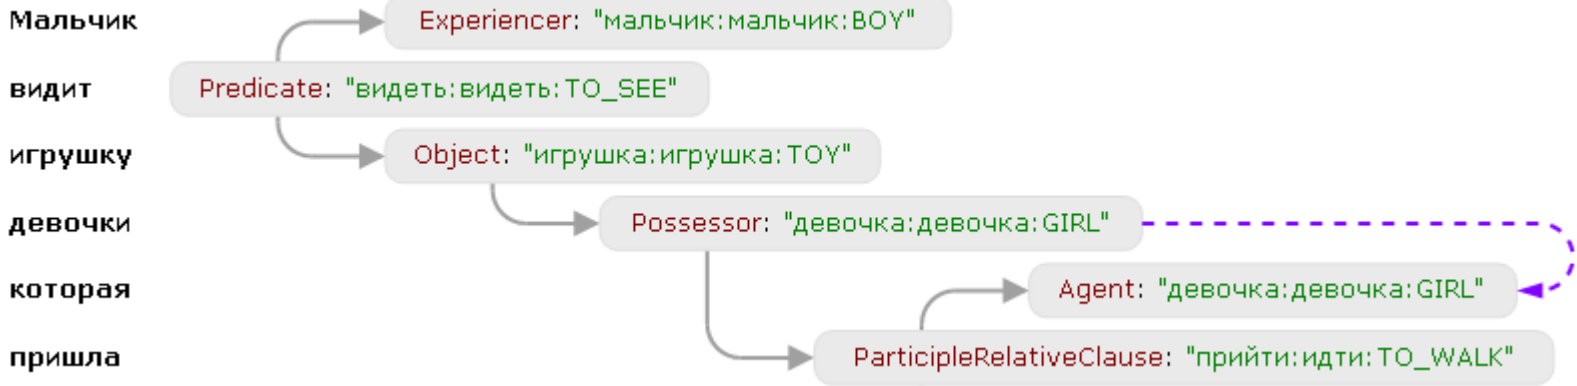 Мальчик Experiencer: "мальчик:мальчик:BOY"
видит Predicate: "видеть:видеть:TO_SEE"
игрушку Object: "игрушка:игрушка:TOY"
девочки Possessor: "девочка:девочка:GIRL"
которая Agent: "девочка:девочка:GIRL"
пришла ParticipleRelativeClause: "прийти:идти:TO_WALK"